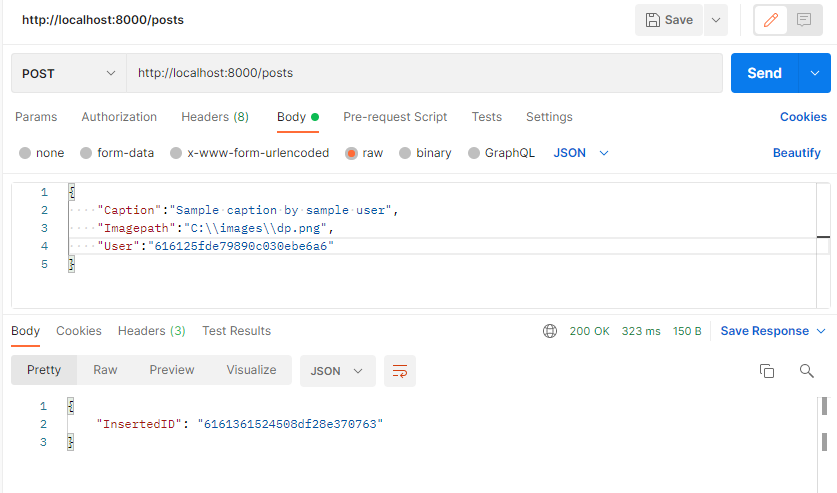 http://localhost:8000/posts Save
POST http://localhost:8000/posts Send
Params Authorization Headers (8) Body Pre-request Script Tests Settings Cookies
none form-data x-www-form-urlencoded raw binary GraphQL JSON Beautify
1 {
2 "Caption":"Sample caption by sample user",
3 "Imagepath":"C:\\images\\dp.png",
4 "User":"616125fde79890c030ebe6a6"
5 }
Body Cookies Headers (3) Test Results 200 OK 323 ms 150 B Save Response
Pretty Raw Preview Visualize JSON
1 {
2 "InsertedID": "6161361524508df28e370763"
3 }